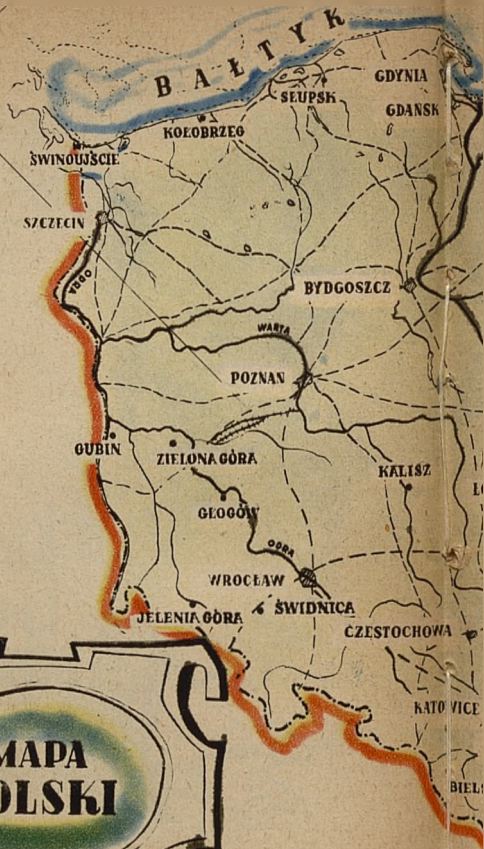 BAŁTYK
GDYNIA
SŁUPSK
GDAŃSK
KOŁOBRZEG
ŚWINOUJŚCIE
SZCZECIN
ODRA
BYDGOSZCZ
WARTA
POZNAŃ
GUBIN
ZIELONA GÓRA
KALISZ
GŁOGÓW
ODRA
WROCŁAW
ŚWIDNICA
JELENIA GÓRA
CZĘSTOCHOWA
KATOWICE
MAPA
OLSKI
BIEL